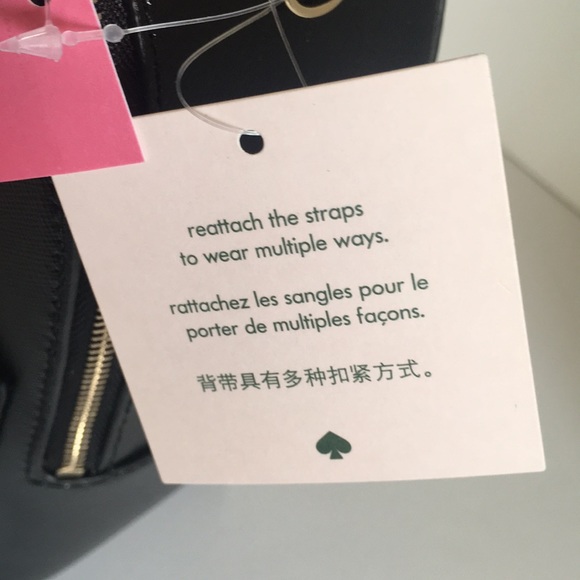 reattach the straps
to wear multiple ways.
rattachez les sangles pour le
porter de multiples façons.
背带具有多种扣紧方式。